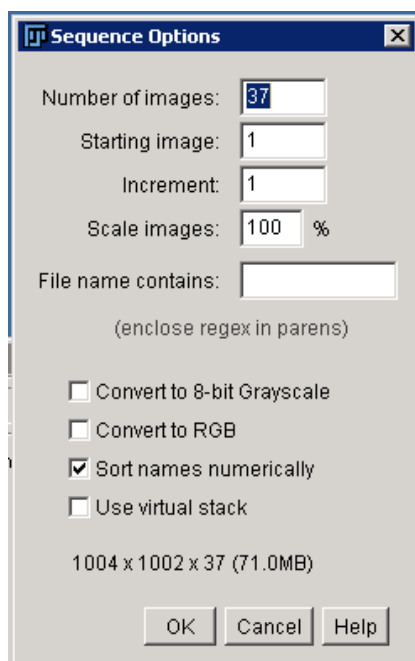 Sequence Options
Number of images: 37
Starting image: 1
Increment: 1
Scale images: 100 %
File name contains:
(enclose regex in parens)
Convert to 8-bit Grayscale
Convert to RGB
Sort names numerically
Use virtual stack
1004 x 1002 x 37 (71.0MB)
OK Cancel Help